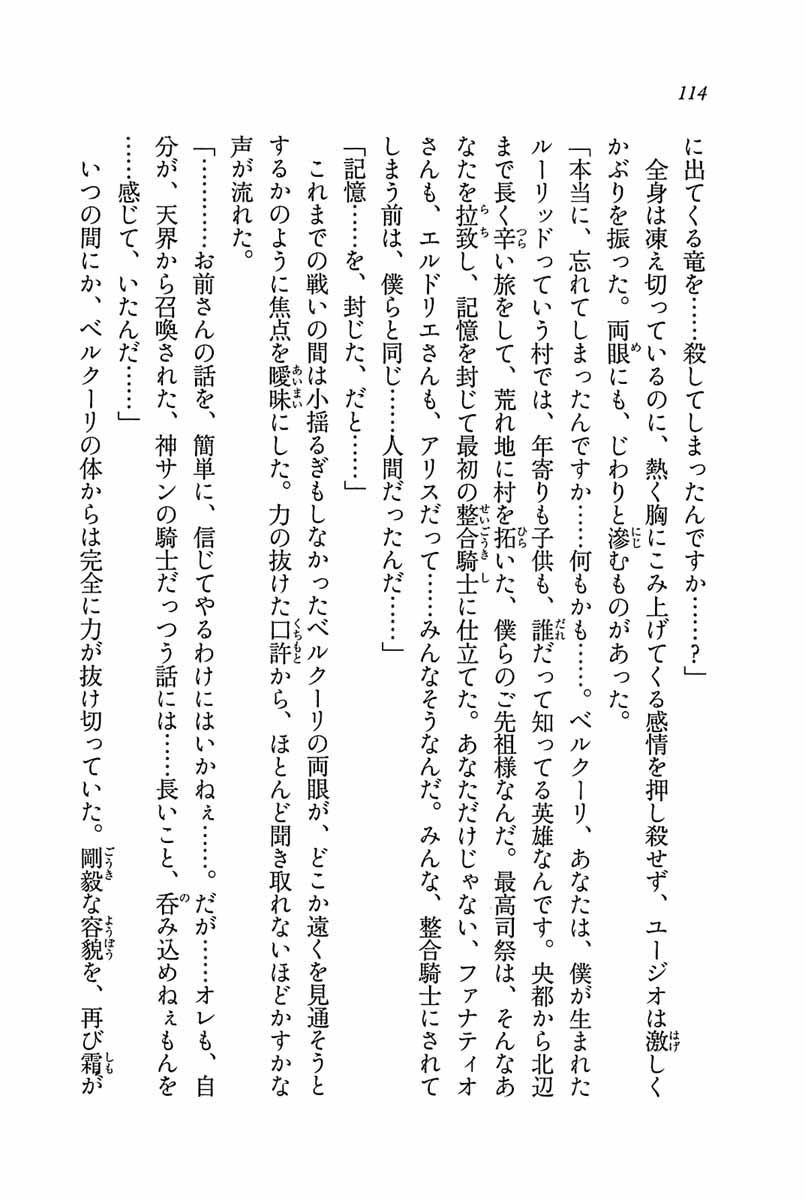 114
に出てくる竜を……殺してしまったんですか……？」
　全身は凍え切っているのに、熱く胸にこみ上げてくる感情を押し殺せず、ユージオは激しく
かぶりを振った。両眼にも、じわりと滲むものがあった。
「本当に、忘れてしまったんですか……何もかも……。ベルクーリ、あなたは、僕が生まれた
ルーリッドっていう村では、年寄りも子供も、誰だって知ってる英雄なんです。央都から北辺
まで長く辛い旅をして、荒れ地に村を拓いた、僕らのご先祖様なんだ。最高司祭は、そんなあ
なたを拉致し、記憶を封じて最初の整合騎士に仕立てた。あなただけじゃない、ファナティオ
さんも、エルドリエさんも、アリスだって……みんなそうなんだ。みんな、整合騎士にされて
しまう前は、僕らと同じ……人間だったんだ……」
「記憶……を、封じた、だと……」
　これまでの戦いの間は小揺るぎもしなかったベルクーリの両眼が、どこか遠くを見通そうと
するかのように焦点を曖昧にした。力の抜けた口許から、ほとんど聞き取れないほどかすかな
声が流れた。
「…………お前さんの話を、簡単に、信じてやるわけにはいかねぇ……。だが……オレも、自
分が、天界から召喚された、神サンの騎士だっつう話には……長いこと、呑み込めねぇもんを
……感じて、いたんだ……」
　いつの間にか、ベルクーリの体からは完全に力が抜け切っていた。剛毅な容貌を、再び霜が